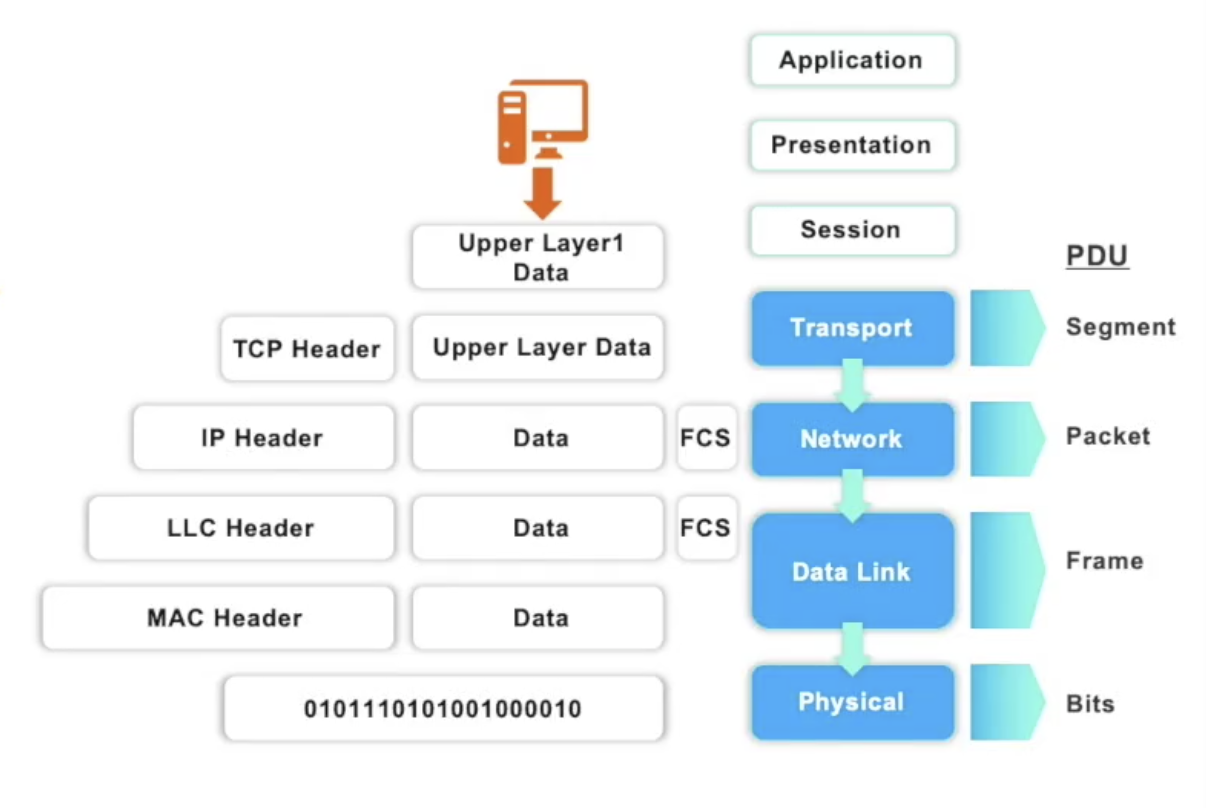 Application
Presentation
Session
Upper Layer1
Data
PDU
TCP Header
Upper Layer Data
Transport
Segment
IP Header
Data
FCS
Network
Packet
LLC Header
Data
FCS
Data Link
Frame
MAC Header
Data
0101110101001000010
Physical
Bits